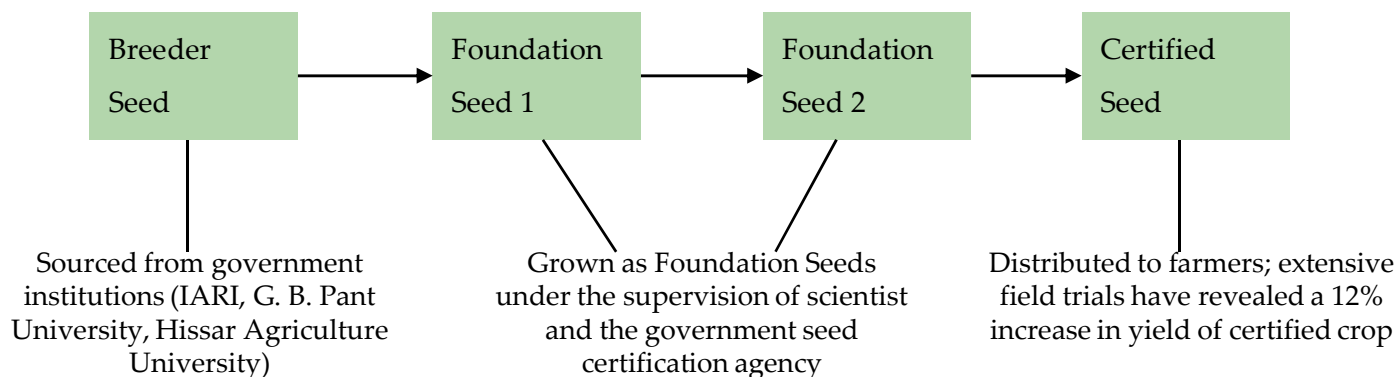 Breeder
Seed
Foundation
Seed 1
Foundation
Seed 2
Certified
Seed
Sourced from government
institutions (IARI, G. B. Pant
University, Hissar Agriculture
University)
Grown as Foundation Seeds
under the supervision of scientist
and the government seed
certification agency
Distributed to farmers; extensive
field trials have revealed a 12%
increase in yield of certified crop